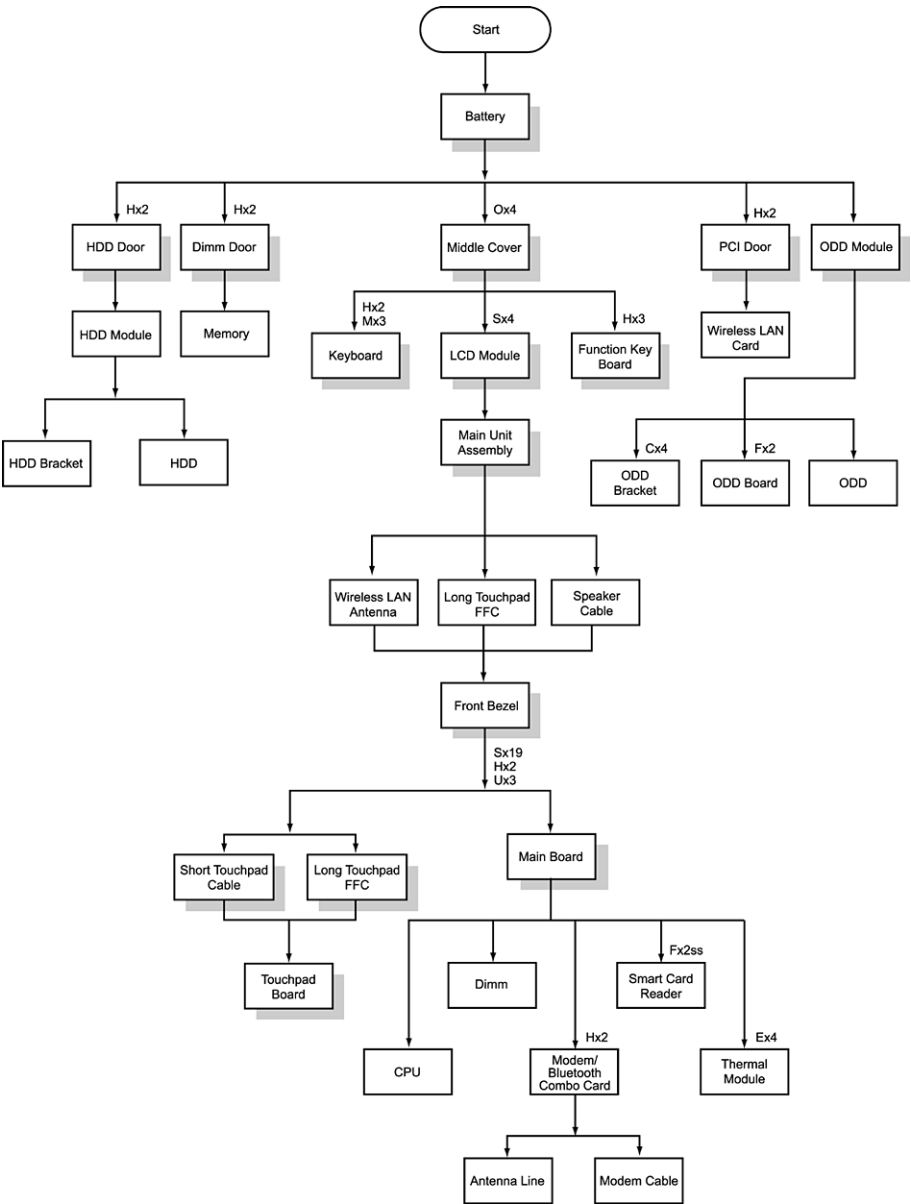 Start
Battery
Hx2
Hx2
Ox4
Hx2
HDD Door
Dimm Door
Middle Cover
PCI Door
ODD Module
HDD Module
Memory
Hx2
Mx3
Keyboard
Sx4
LCD Module
Hx3
Function Key
Board
Wireless LAN
Card
HDD Bracket
HDD
Main Unit
Assembly
Cx4
ODD
Bracket
Fx2
ODD Board
ODD
Wireless LAN
Antenna
Long Touchpad
FFC
Speaker
Cable
Front Bezel
Sx19
Hx2
Ux3
Short Touchpad
Cable
Long Touchpad
FFC
Main Board
Touchpad
Board
Dimm
Fx2ss
Smart Card
Reader
CPU
Hx2
Modem/
Bluetooth
Combo Card
Ex4
Thermal
Module
Antenna Line
Modem Cable